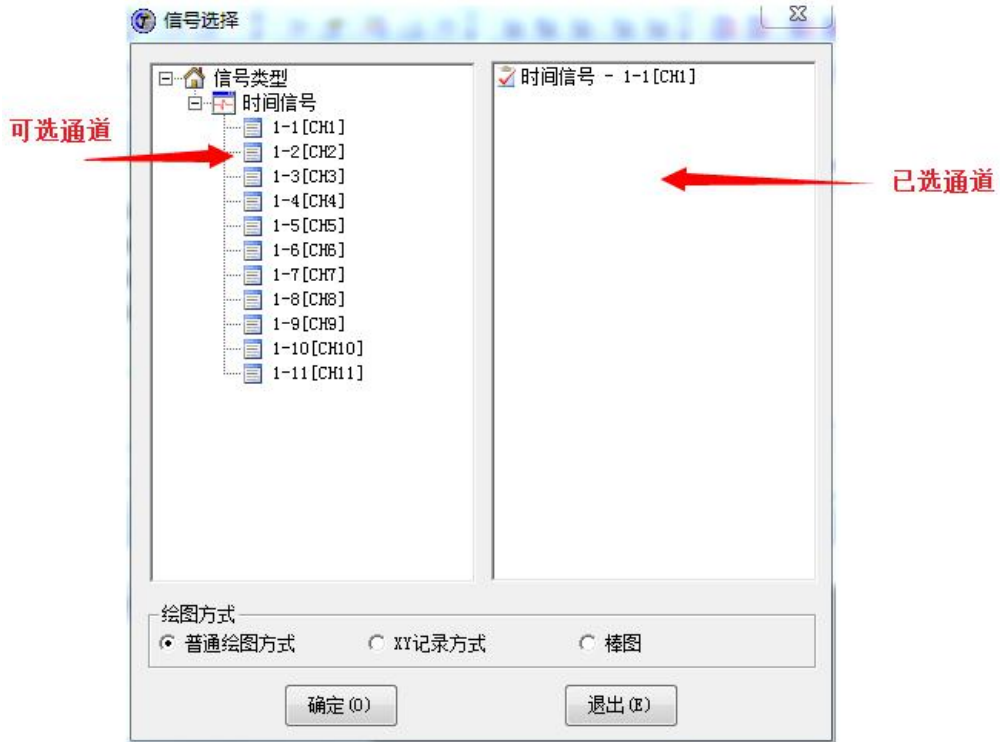 信号选择
信号类型
时间信号
1-1[CH1]
1-2[CH2]
1-3[CH3]
1-4[CH4]
1-5[CH5]
1-6[CH6]
1-7[CH7]
1-8[CH8]
1-9[CH9]
1-10[CH10]
1-11[CH11]
可选通道
时间信号 - 1-1[CH1]
已选通道
绘图方式
普通绘图方式 XY记录方式 棒图
确定(O) 退出(E)